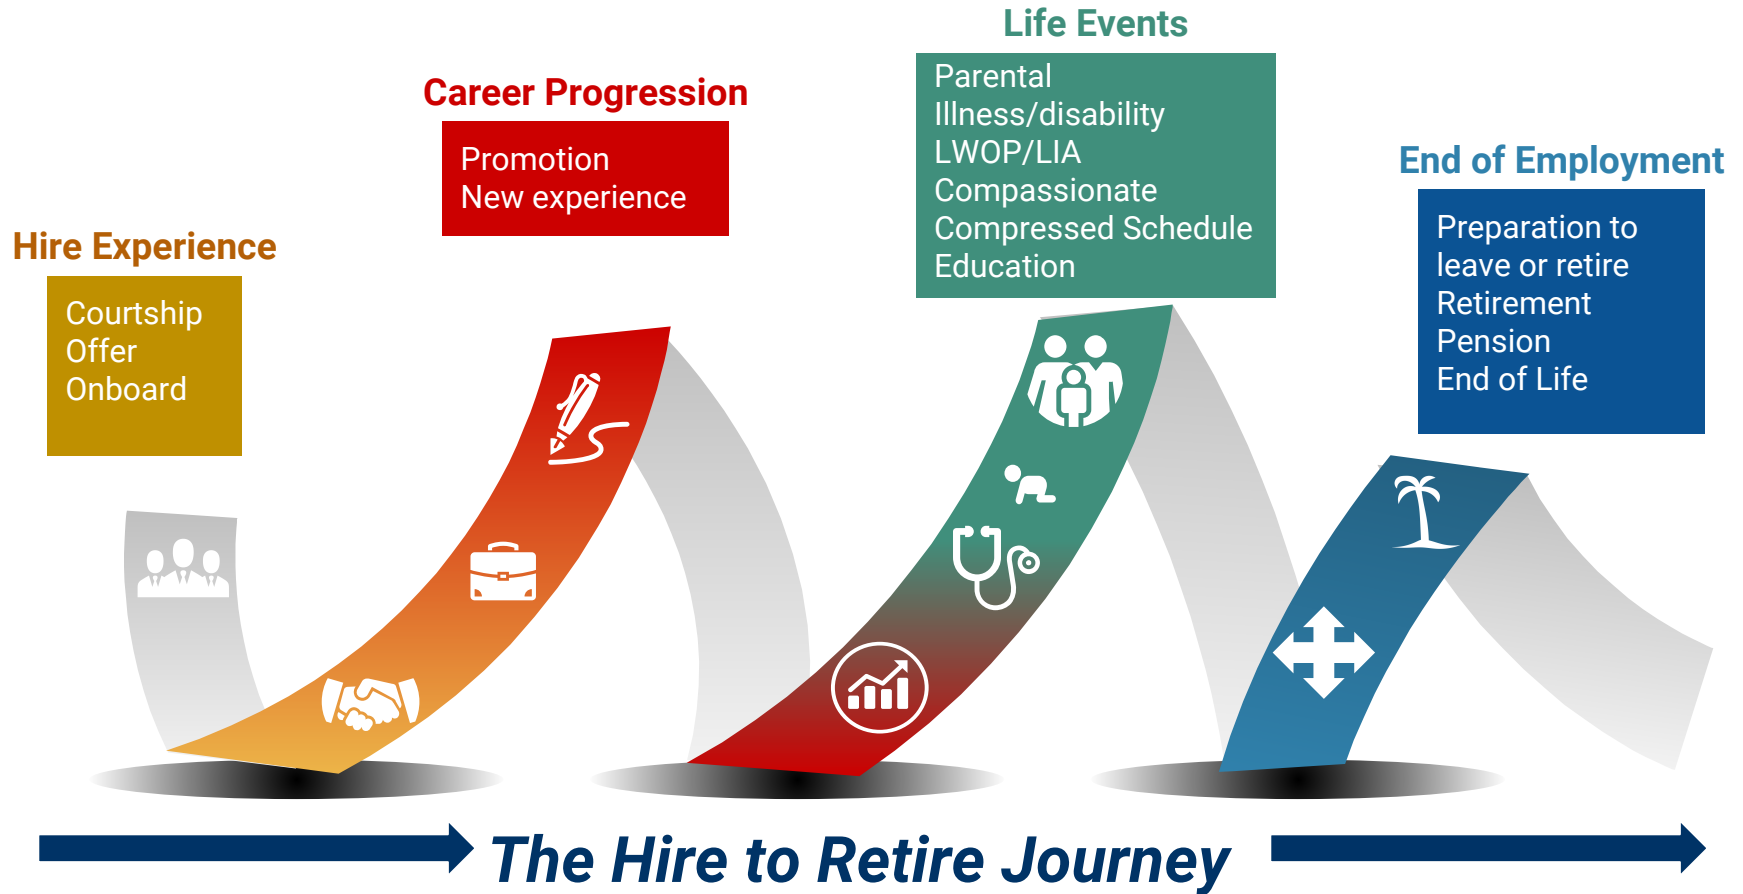 Life Events
Parental
Illness/disability
LWOP/LIA
Compassionate
Compressed Schedule
Education
Career Progression
Promotion
New experience
End of Employment
Preparation to
leave or retire
Retirement
Pension
End of Life
Hire Experience
Courtship
Offer
Onboard
The Hire to Retire Journey